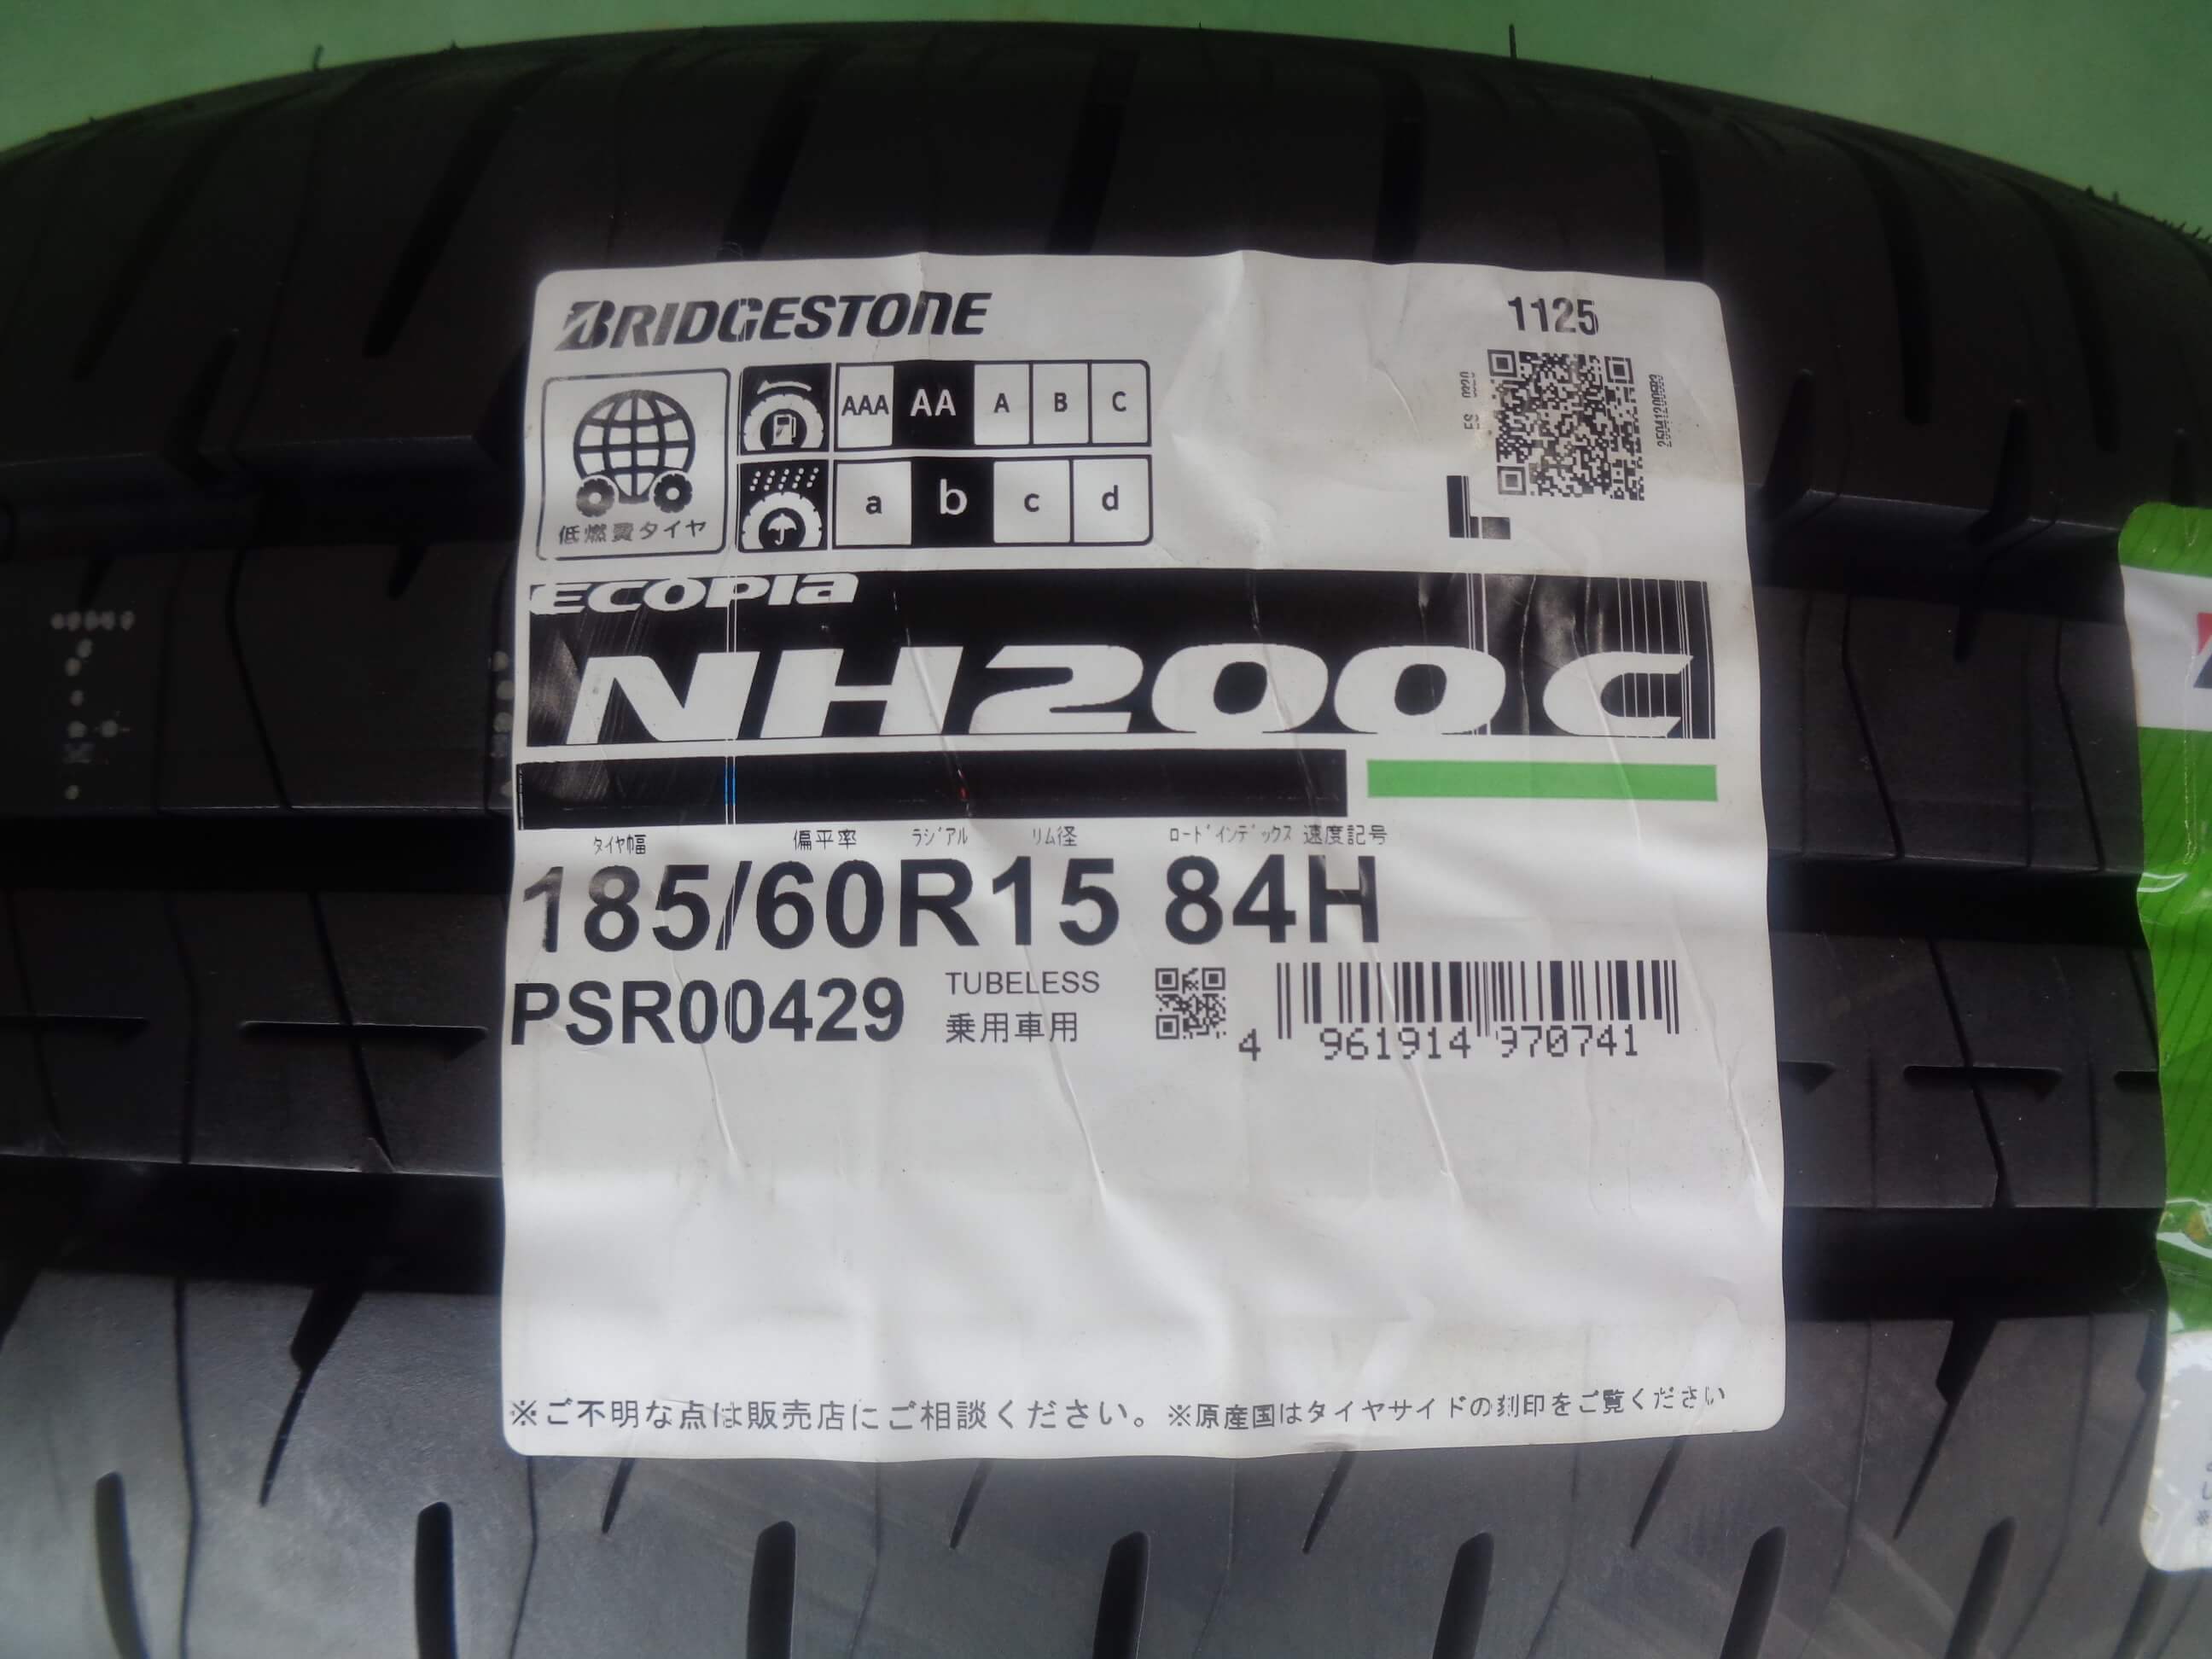 BRIDGESTONE
1125
低燃費タイヤ
AAA AA A B C
a b c d
ECOPIA
NH200 C
タイヤ幅 偏平率 ラジアル リム径 ロードインデックス 速度記号
185/60R15 84H
PSR00429
TUBELESS
乗用車用
4 961914 970741
※ご不明な点は販売店にご相談ください。※原産国はタイヤサイドの刻印をご覧ください